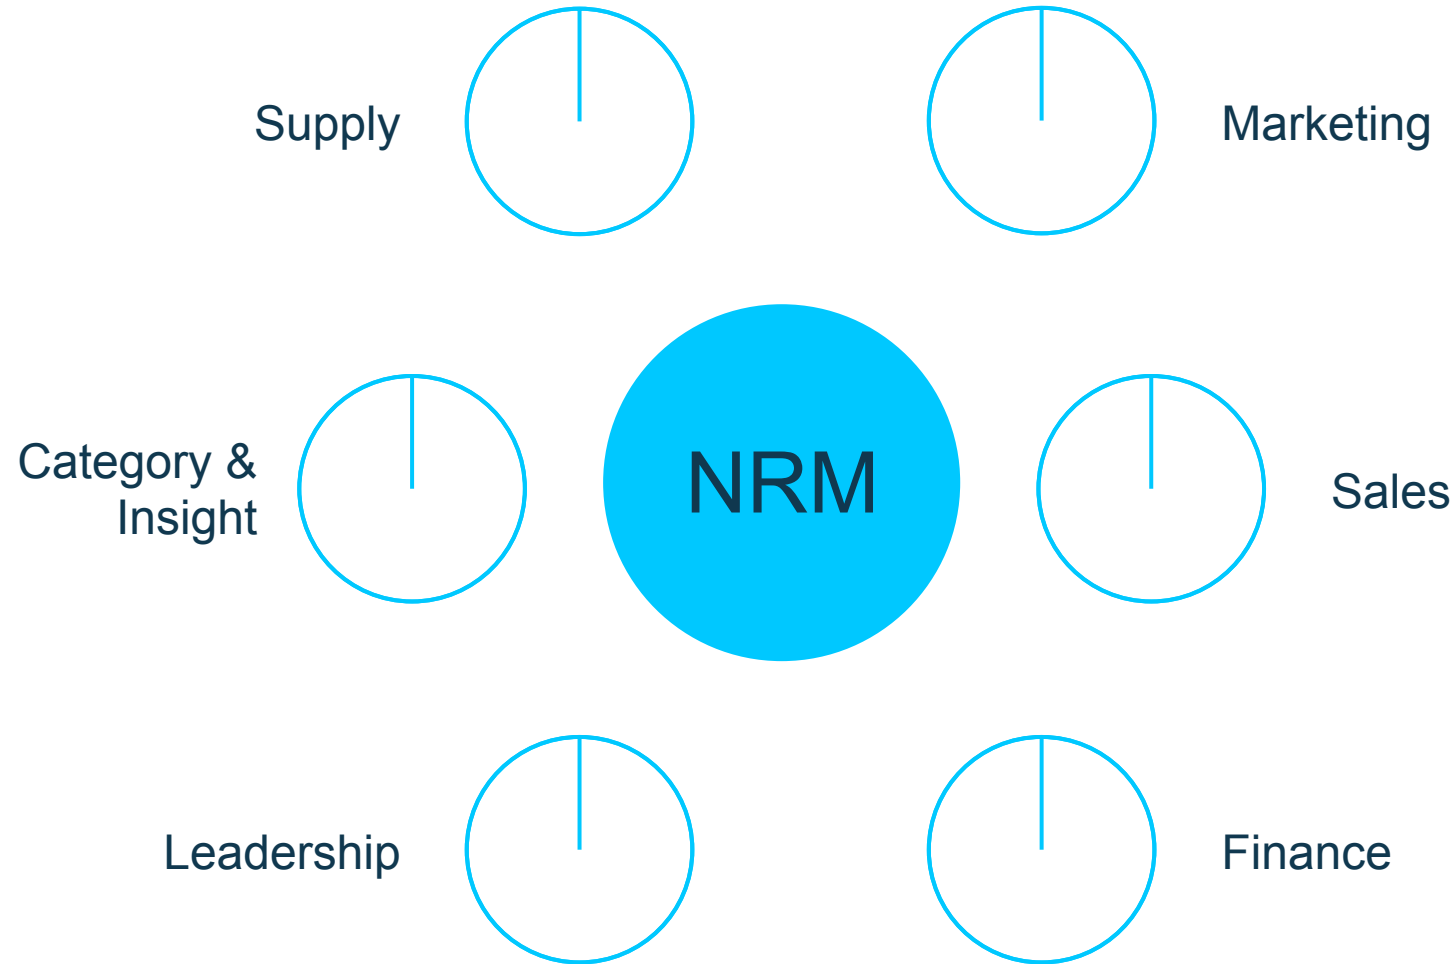 Supply
Marketing
Category &
Insight
NRM
Sales
Leadership
Finance